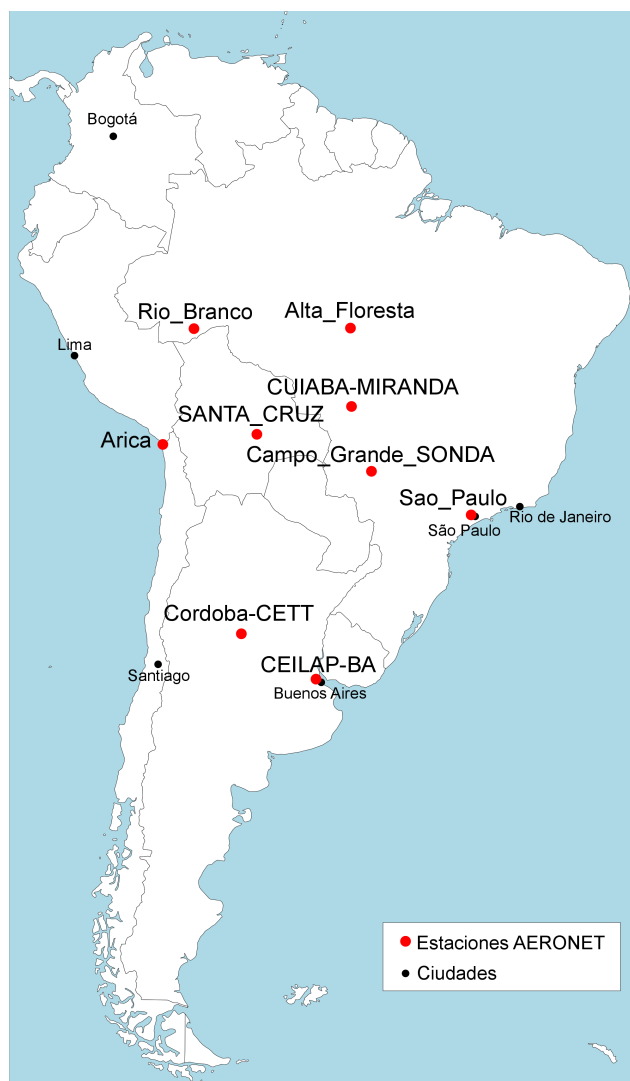 Bogotá
Rio_Branco
Alta_Floresta
Lima
CUIABA-MIRANDA
SANTA_CRUZ
Arica
Campo_Grande_SONDA
Sao_Paulo
Rio de Janeiro
São Paulo
Cordoba-CETT
CEILAP-BA
Santiago
Buenos Aires
Estaciones AERONET
Ciudades